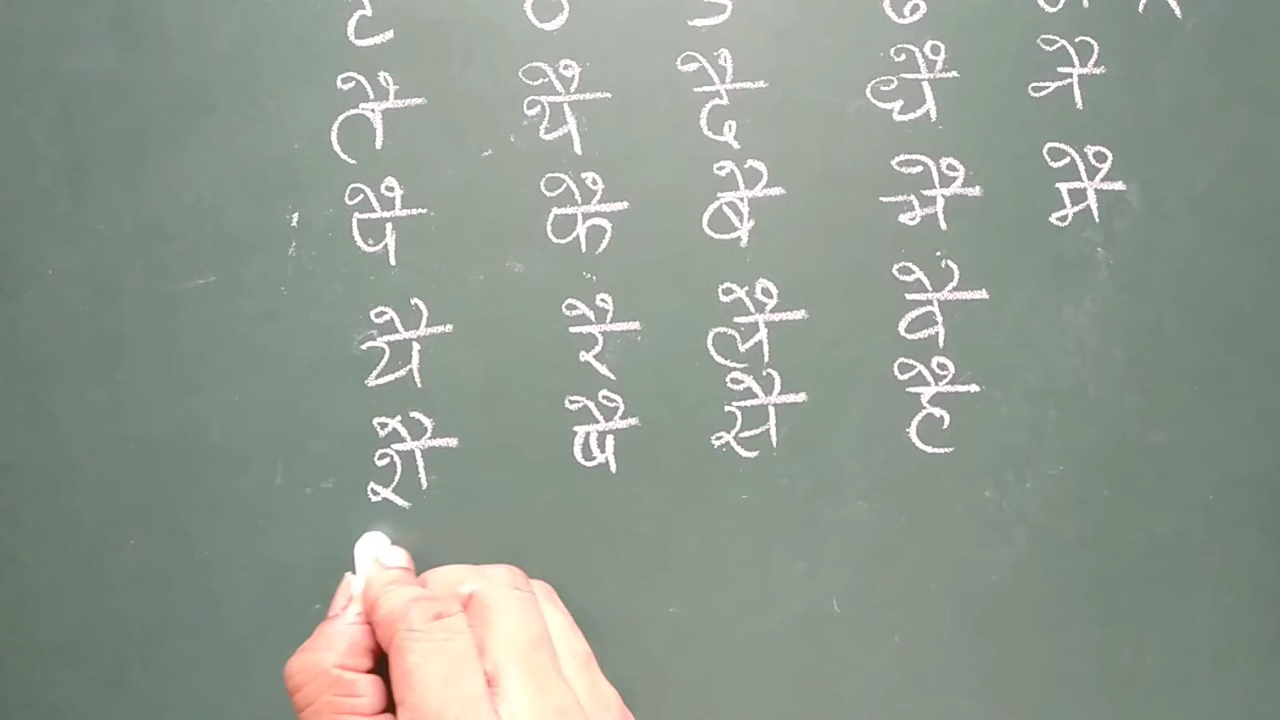 तै थै दै धै नै
पै फै बै भै मै
यै रै लै वै
शै षै सै है